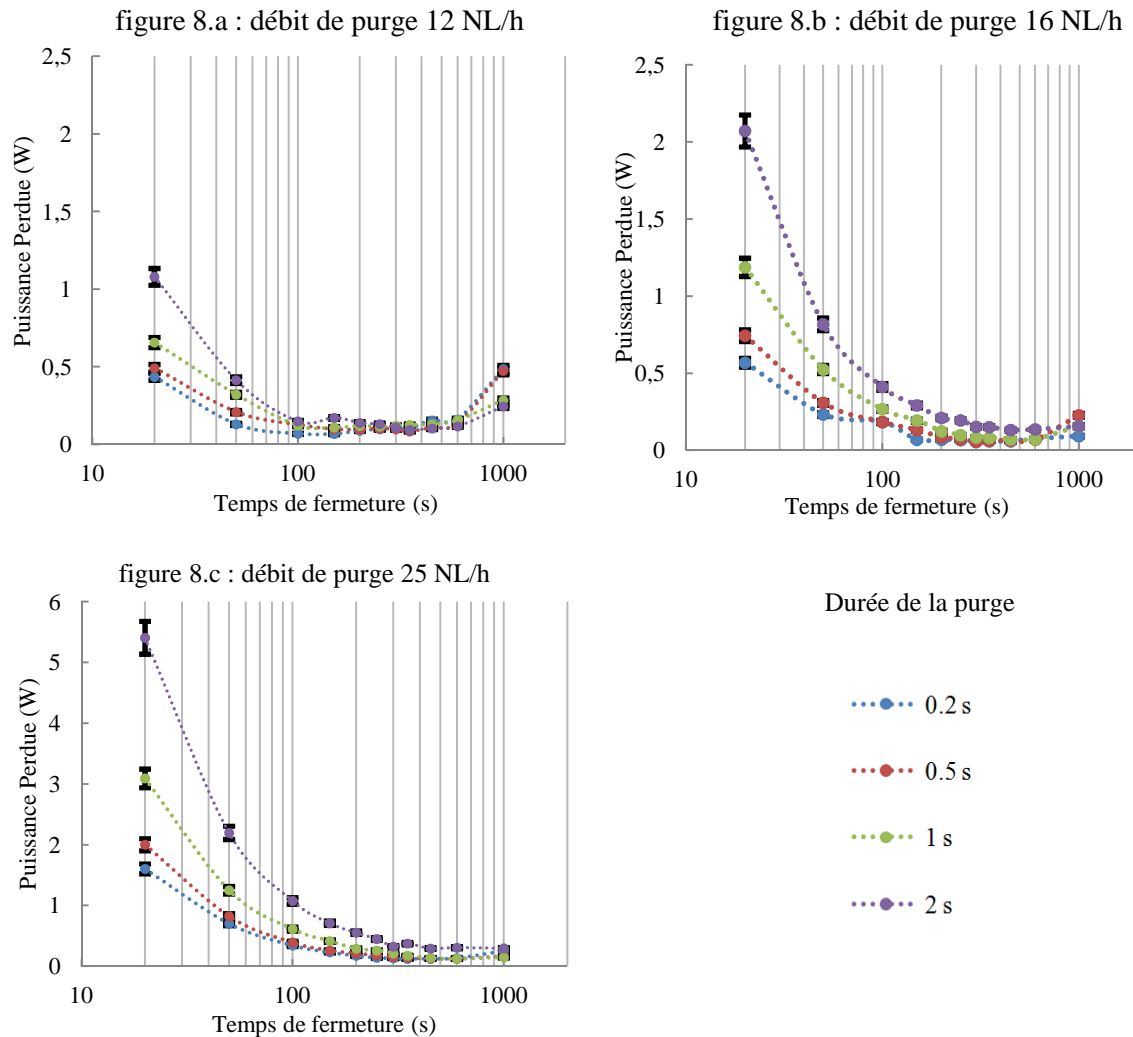 figure 8.a : débit de purge 12 NL/h
2,5
2
1,5
1
0,5
0
10
100
1000
Puissance Perdue (W)
Temps de fermeture (s)
figure 8.b : débit de purge 16 NL/h
2,5
2
1,5
1
0,5
0
10
100
1000
Puissance Perdue (W)
Temps de fermeture (s)
figure 8.c : débit de purge 25 NL/h
6
5
4
3
2
1
0
10
100
1000
Puissance Perdue (W)
Temps de fermeture (s)
Durée de la purge
0.2 s
0.5 s
1 s
2 s